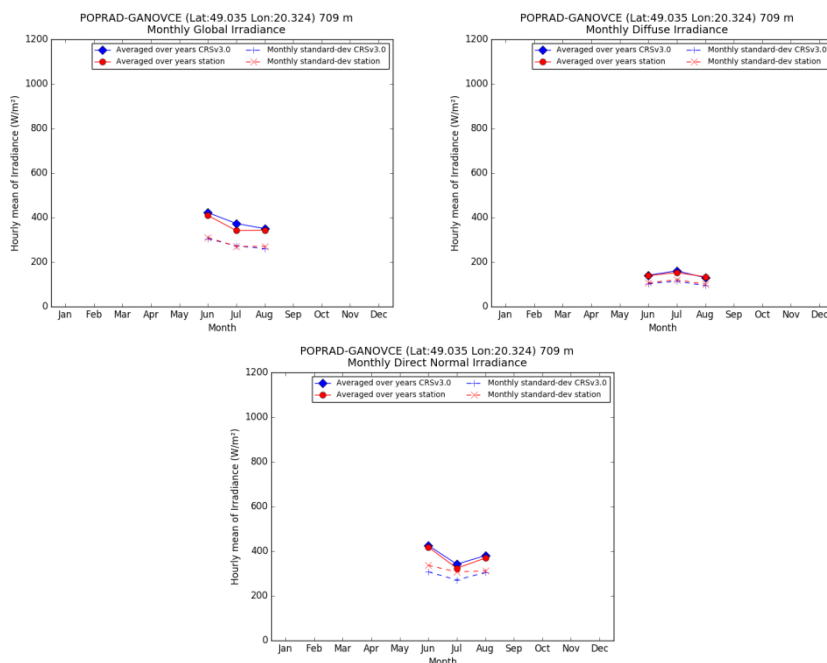 POPRAD-GANOVCE (Lat:49.035 Lon:20.324) 709 m
Monthly Global Irradiance
Averaged over years CRSv3.0
Averaged over years station
Monthly standard-dev CRSv3.0
Monthly standard-dev station
Hourly mean of Irradiance (W/m²)
1200
1000
800
600
400
200
0
Jan Feb Mar Apr May Jun Jul Aug Sep Oct Nov Dec
Month
POPRAD-GANOVCE (Lat:49.035 Lon:20.324) 709 m
Monthly Diffuse Irradiance
Averaged over years CRSv3.0
Averaged over years station
Monthly standard-dev CRSv3.0
Monthly standard-dev station
Hourly mean of Irradiance (W/m²)
1200
1000
800
600
400
200
0
Jan Feb Mar Apr May Jun Jul Aug Sep Oct Nov Dec
Month
POPRAD-GANOVCE (Lat:49.035 Lon:20.324) 709 m
Monthly Direct Normal Irradiance
Averaged over years CRSv3.0
Averaged over years station
Monthly standard-dev CRSv3.0
Monthly standard-dev station
Hourly mean of Irradiance (W/m²)
1200
1000
800
600
400
200
0
Jan Feb Mar Apr May Jun Jul Aug Sep Oct Nov Dec
Month